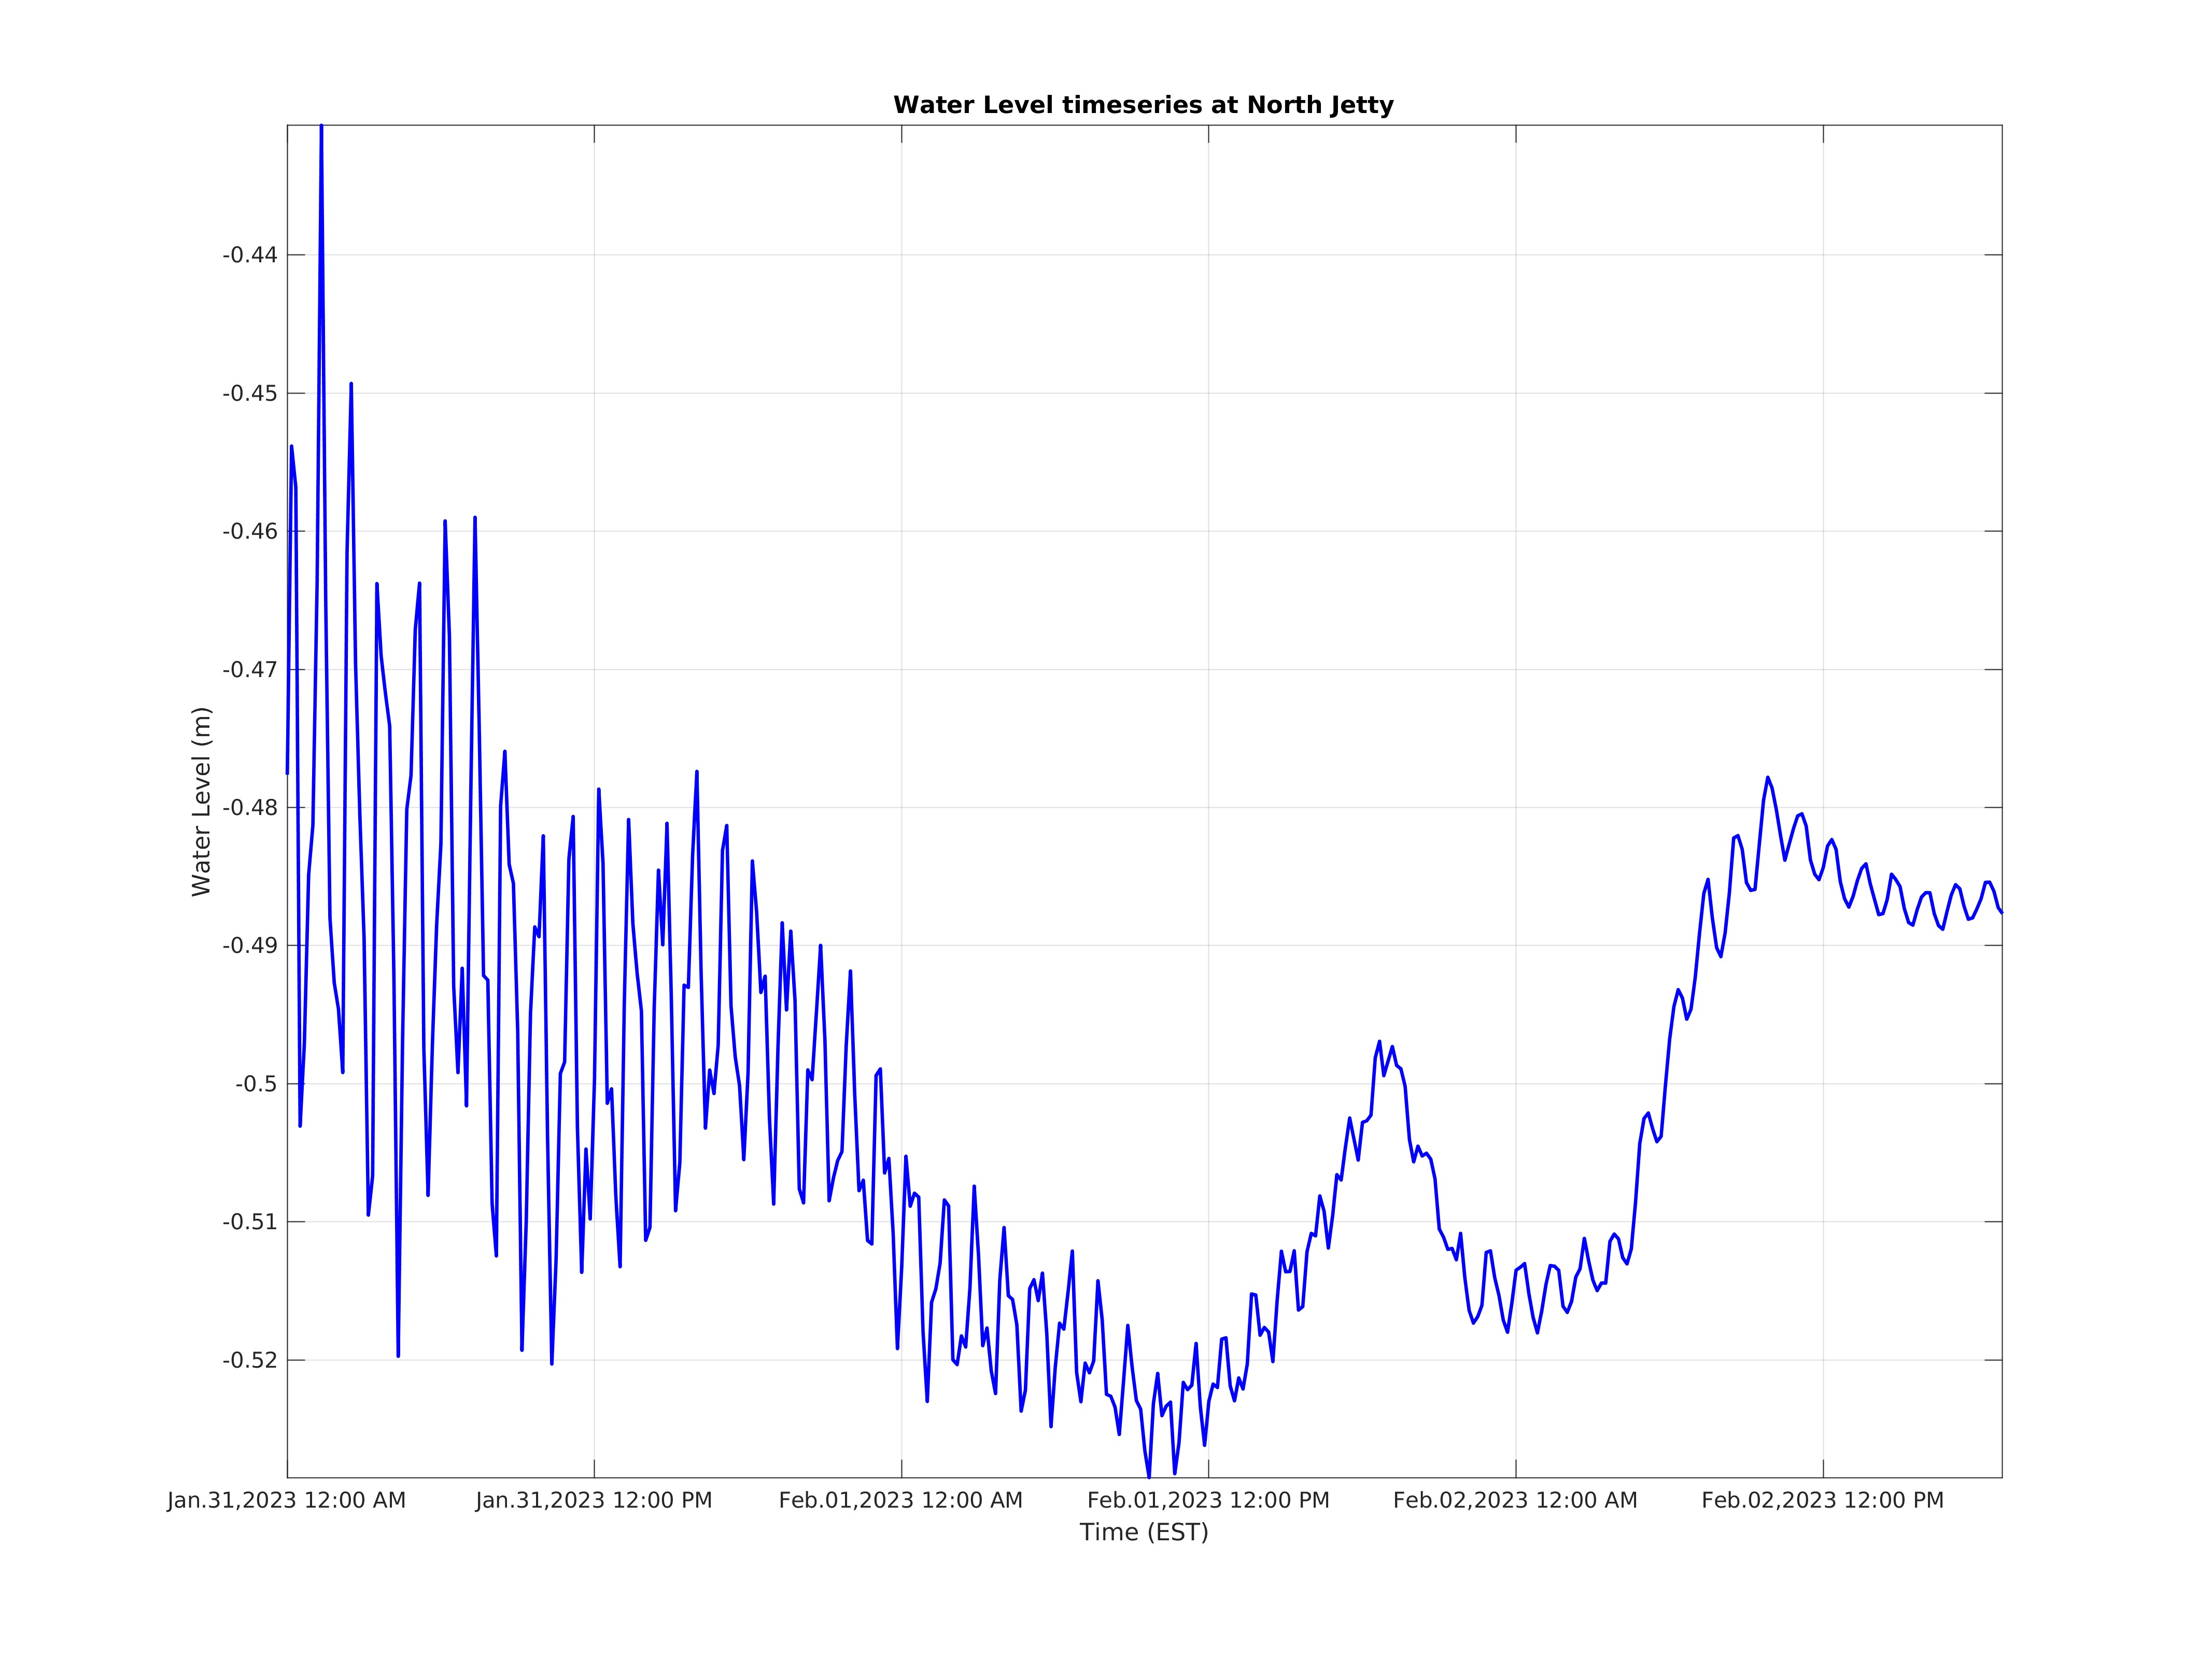 Water Level timeseries at North Jetty
-0.44
-0.45
-0.46
-0.47
-0.48
-0.49
-0.5
-0.51
-0.52
Water Level (m)
Jan.31,2023 12:00 AM Jan.31,2023 12:00 PM Feb.01,2023 12:00 AM Feb.01,2023 12:00 PM Feb.02,2023 12:00 AM Feb.02,2023 12:00 PM
Time (EST)